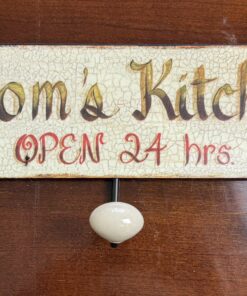 om's Kitch
OPEN 24 hrs.